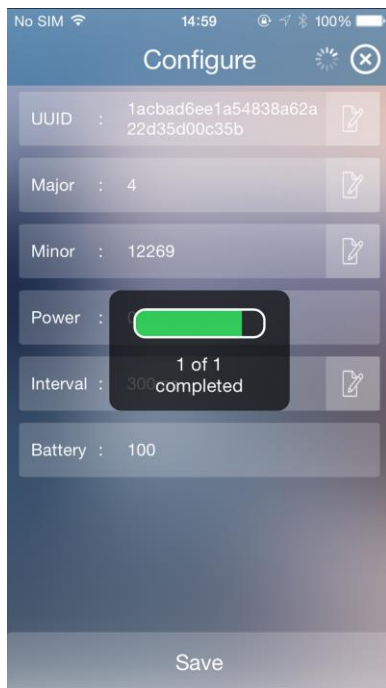 No SIM 14:59 100%
Configure
UUID : 1acbad6ee1a54838a62a
22d35d00c35b
Major : 4
Minor : 12269
Power :
1 of 1
Interval : 300
completed
Battery : 100
Save